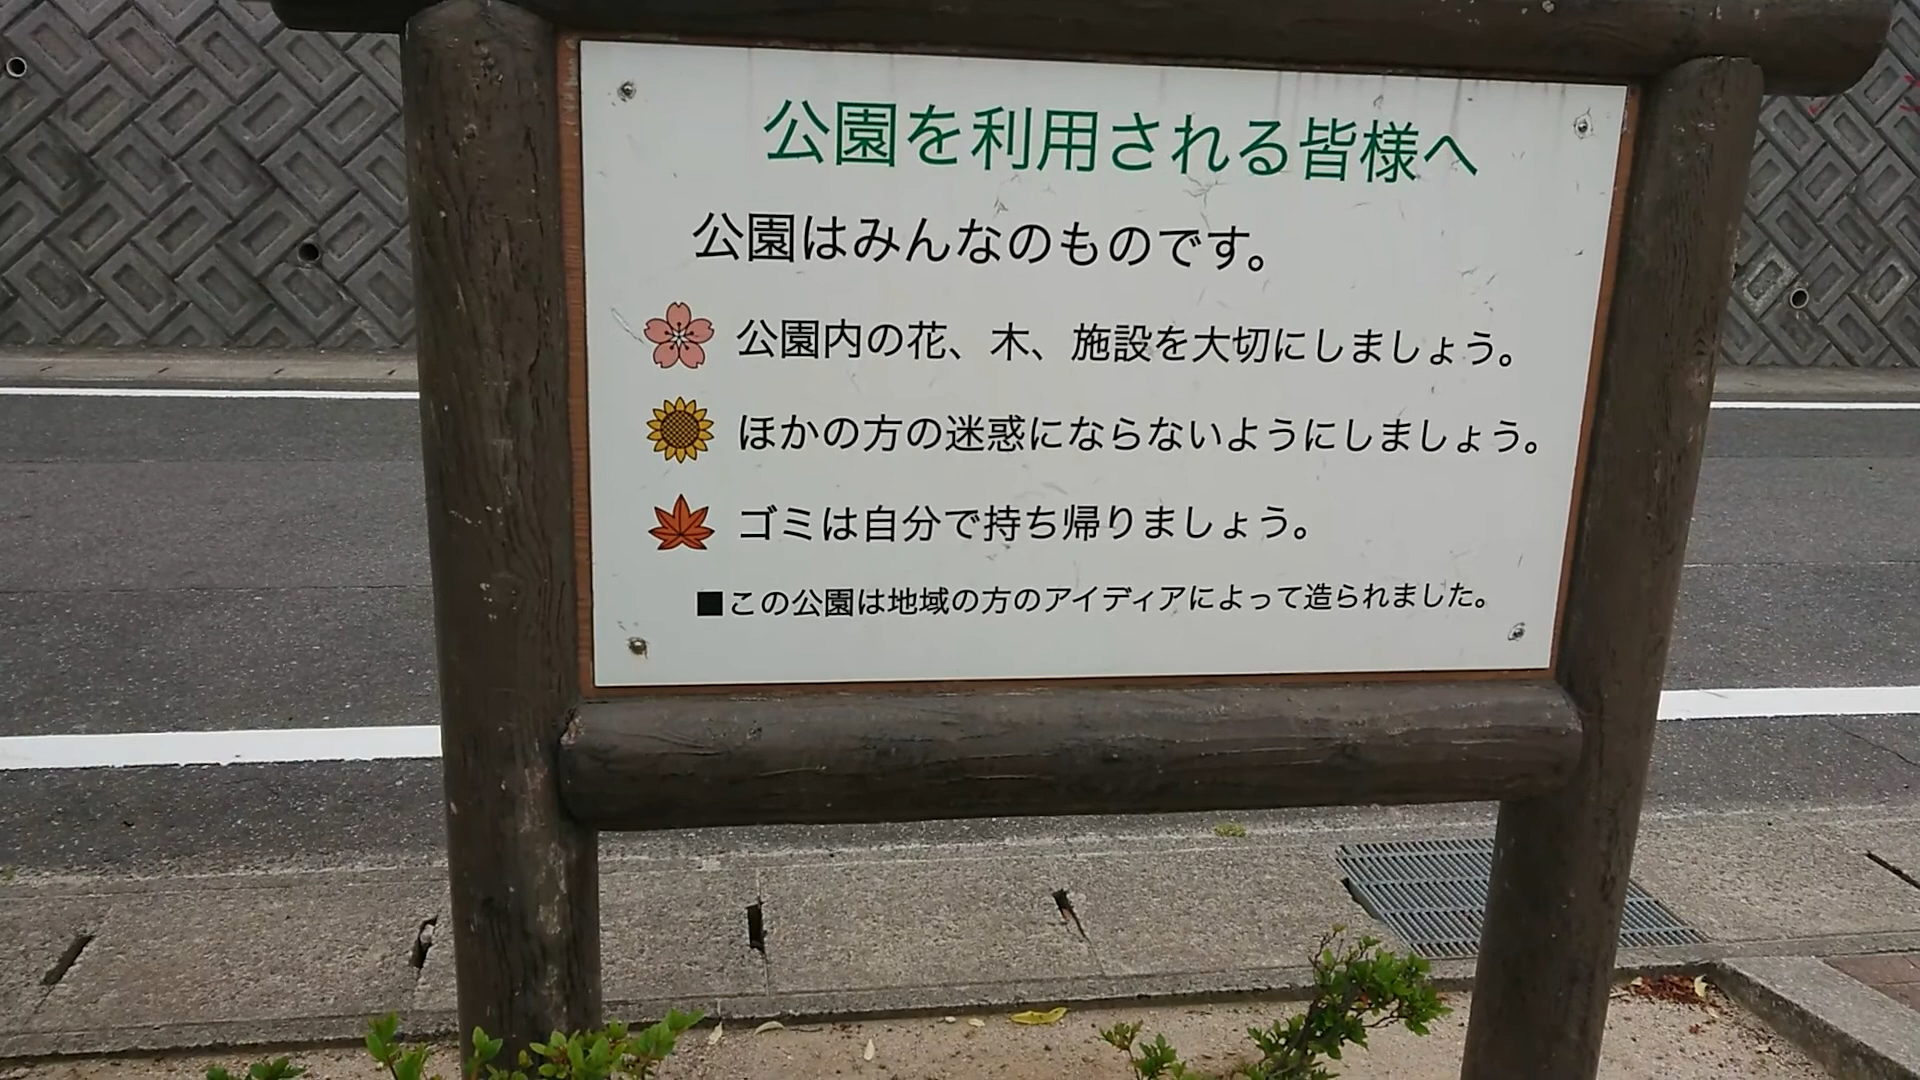 公園を利用される皆様へ
公園はみんなのものです。
公園内の花、木、施設を大切にしましょう。
ほかの方の迷惑にならないようにしましょう。
ゴミは自分で持ち帰りましょう。
■この公園は地域の方のアイディアによって造られました。